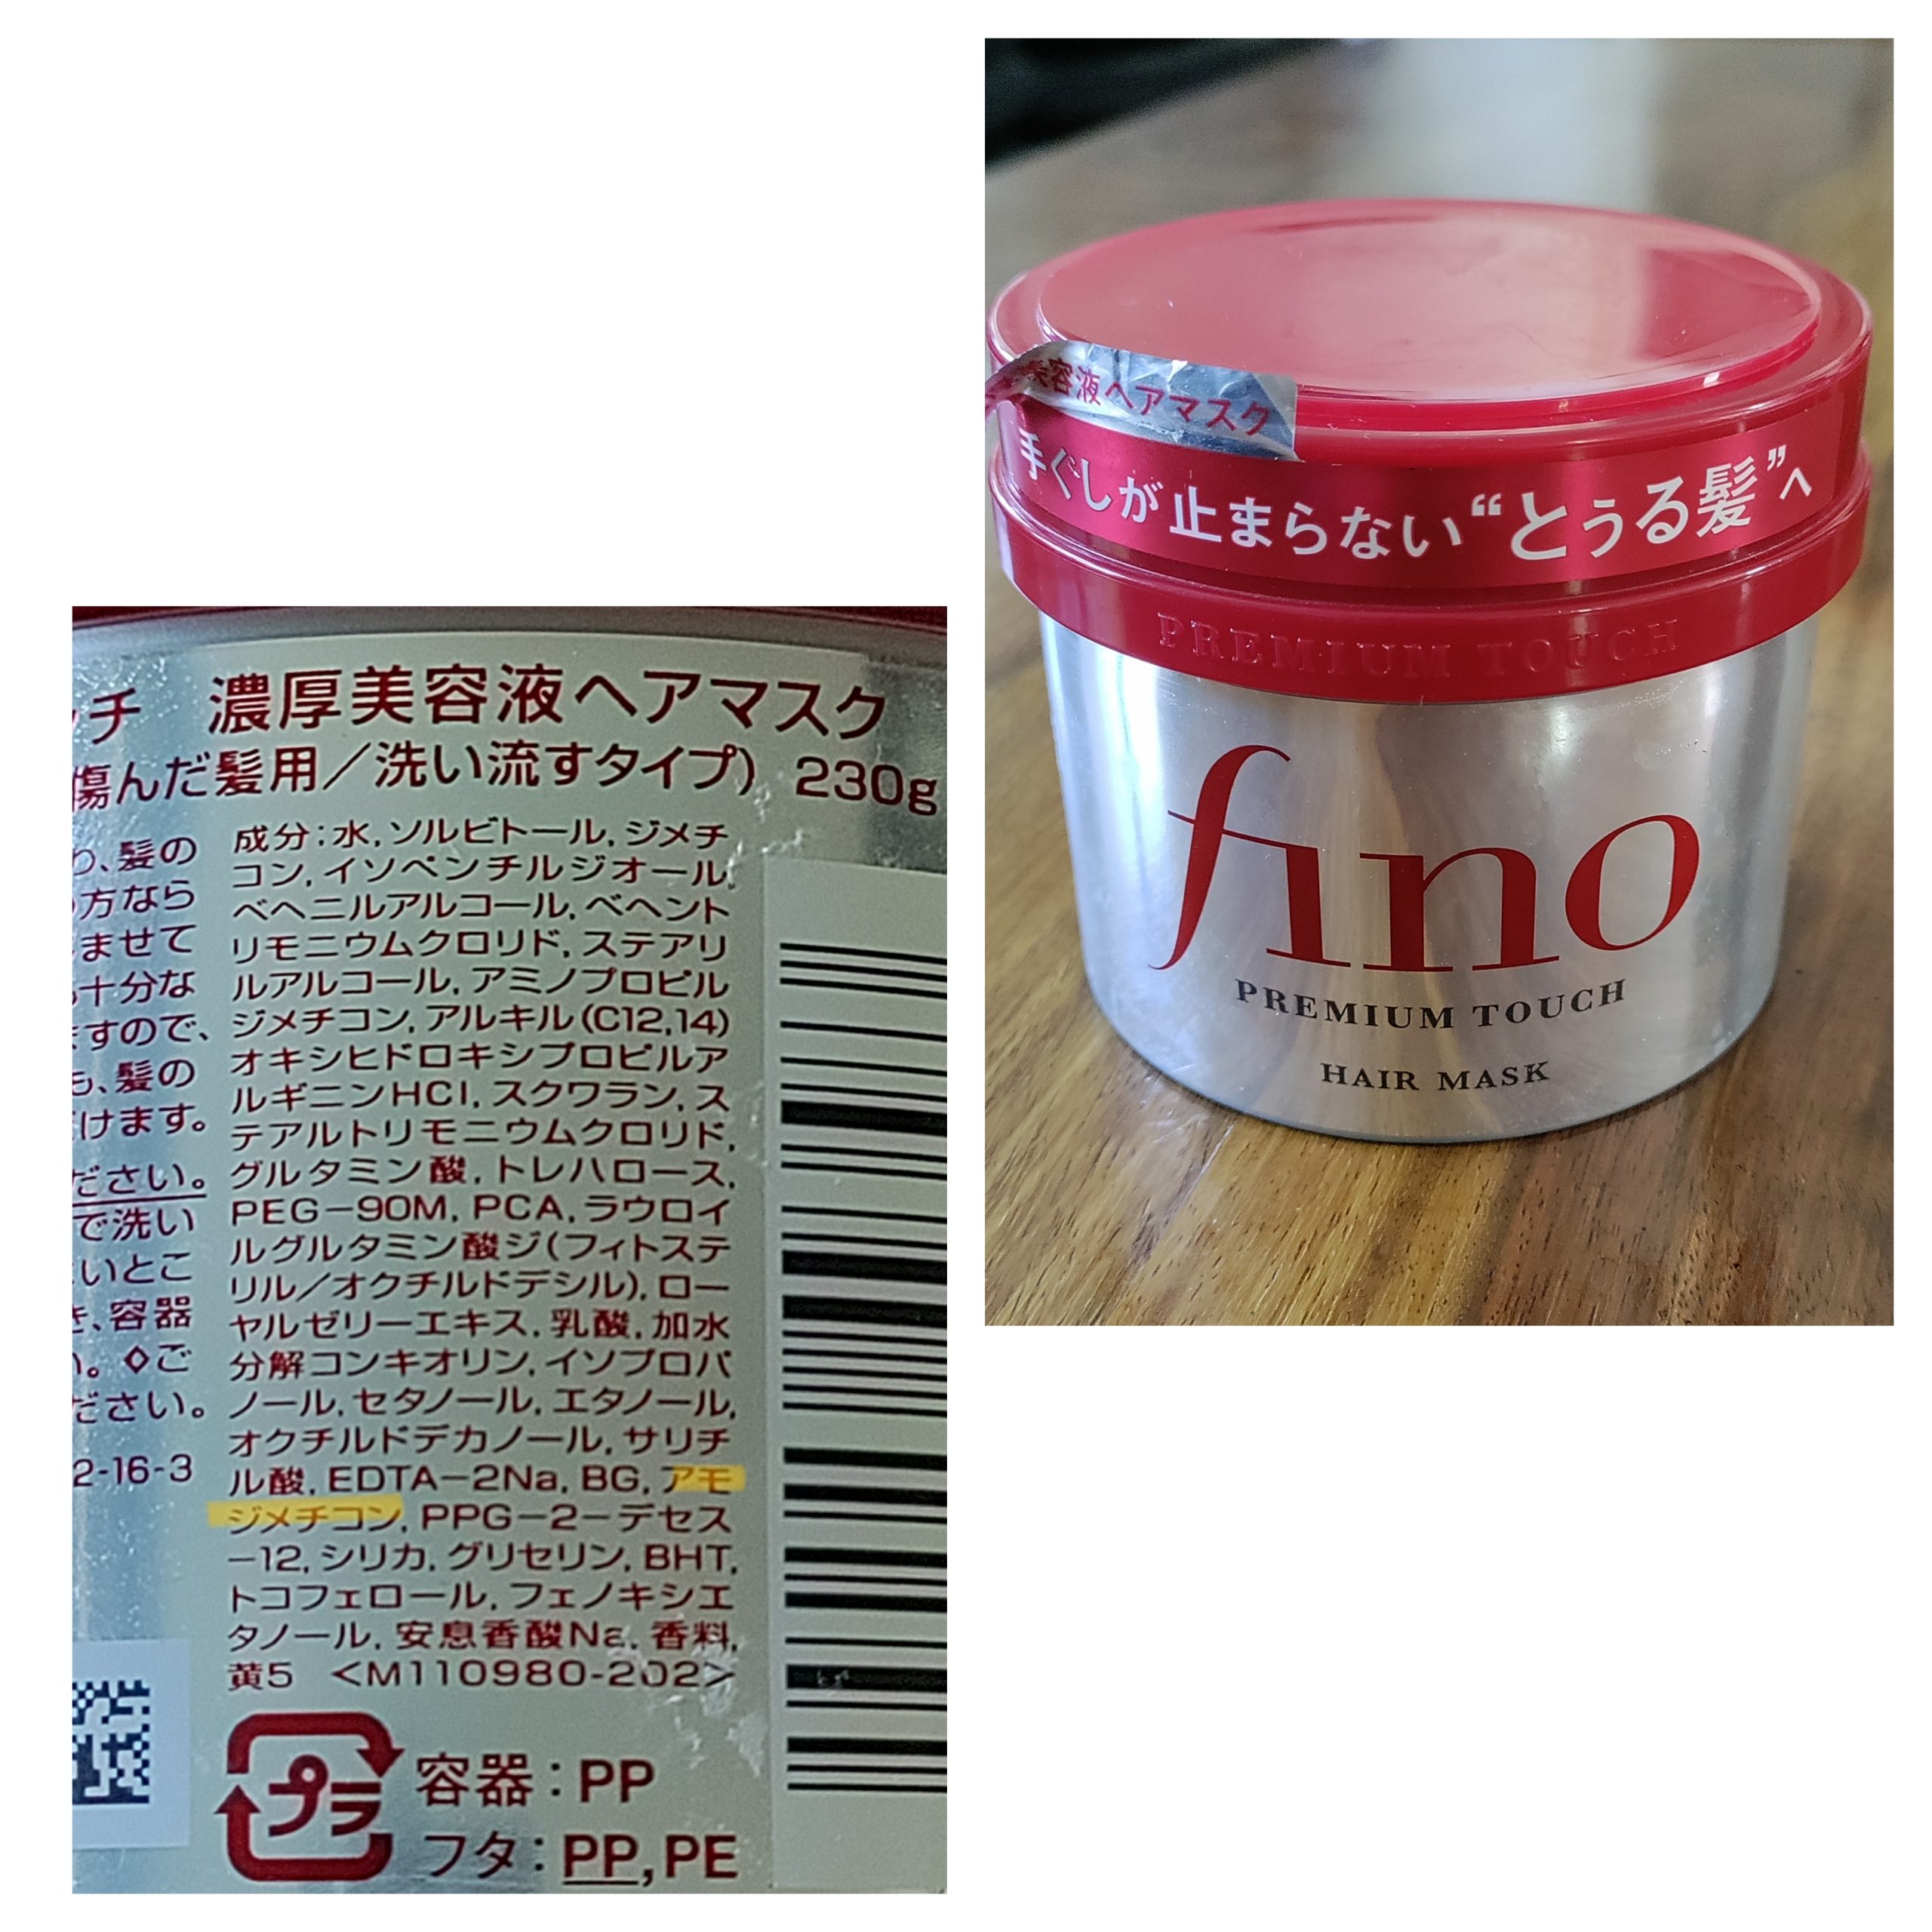 美容液ヘアマスク
手ぐしが止まらない“とぅる髪”へ
PREMIUM TOUCH
fino
PREMIUM TOUCH
HAIR MASK
ッチ 濃厚美容液ヘアマスク
傷んだ髪用／洗い流すタイプ) 230g
り、髪の
方なら
ませて
十分な
ますので、
も、髪の
けます。
ださい。
で洗い
いとこ
き、容器
い。◇ご
ださい。
2-16-3
成分:水,ソルビトール,ジメチ
コン,イソペンチルジオール,
ベヘニルアルコール,ベヘント
リモニウムクロリド,ステアリ
ルアルコール,アミノプロピル
ジメチコン,アルキル(C12,14)
オキシヒドロキシプロピルア
ルギニンHCl,スクワラン,ス
テアルトリモニウムクロリド,
グルタミン酸,トレハロース,
PEG－90M,PCA,ラウロイ
ルグルタミン酸ジ(フィトステ
リル／オクチルドデシル),ロー
ヤルゼリーエキス,乳酸,加水
分解コンキオリン,イソプロパ
ノール,セタノール,エタノール,
オクチルドデカノール,サリチ
ル酸,EDTA－2Na,BG,アモ
ジメチコン,PPG－2－デセス
－12,シリカ,グリセリン,BHT,
トコフェロール,フェノキシエ
タノール,安息香酸Na,香料,
黄5 <M110980-202>
プラ
容器:PP
フタ:PP,PE